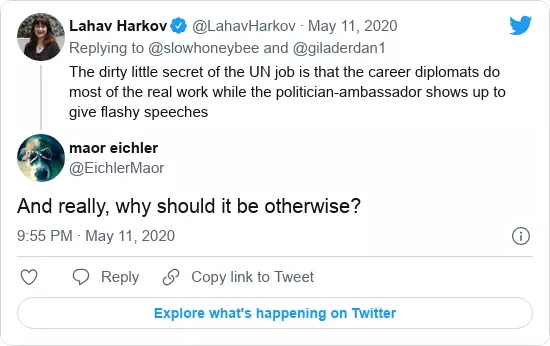 Lahav Harkov @LahavHarkov · May 11, 2020
Replying to @slowhoneybee and @giladerdan1
The dirty little secret of the UN job is that the career diplomats do
most of the real work while the politician-ambassador shows up to
give flashy speeches
maor eichler
@EichlerMaor
And really, why should it be otherwise?
9:55 PM · May 11, 2020
Reply Copy link to Tweet
Explore what's happening on Twitter